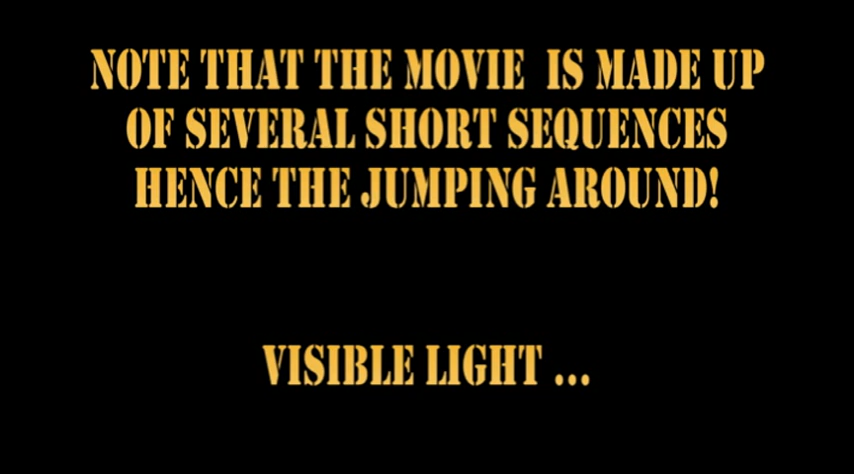 NOTE THAT THE MOVIE IS MADE UP
OF SEVERAL SHORT SEQUENCES
HENCE THE JUMPING AROUND!
VISIBLE LIGHT ...